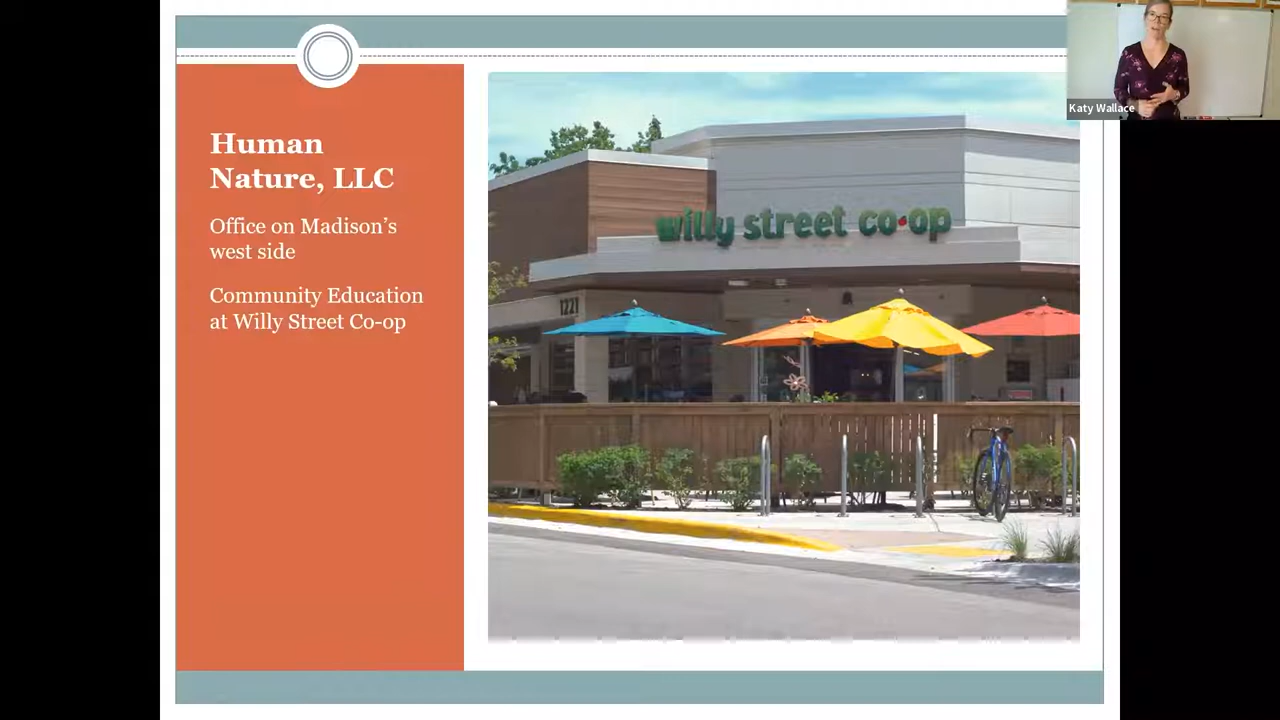 Human
Nature, LLC
Office on Madison's
west side
Community Education
at Willy Street Co-op
willy street co-op
1221
Katy Wallace